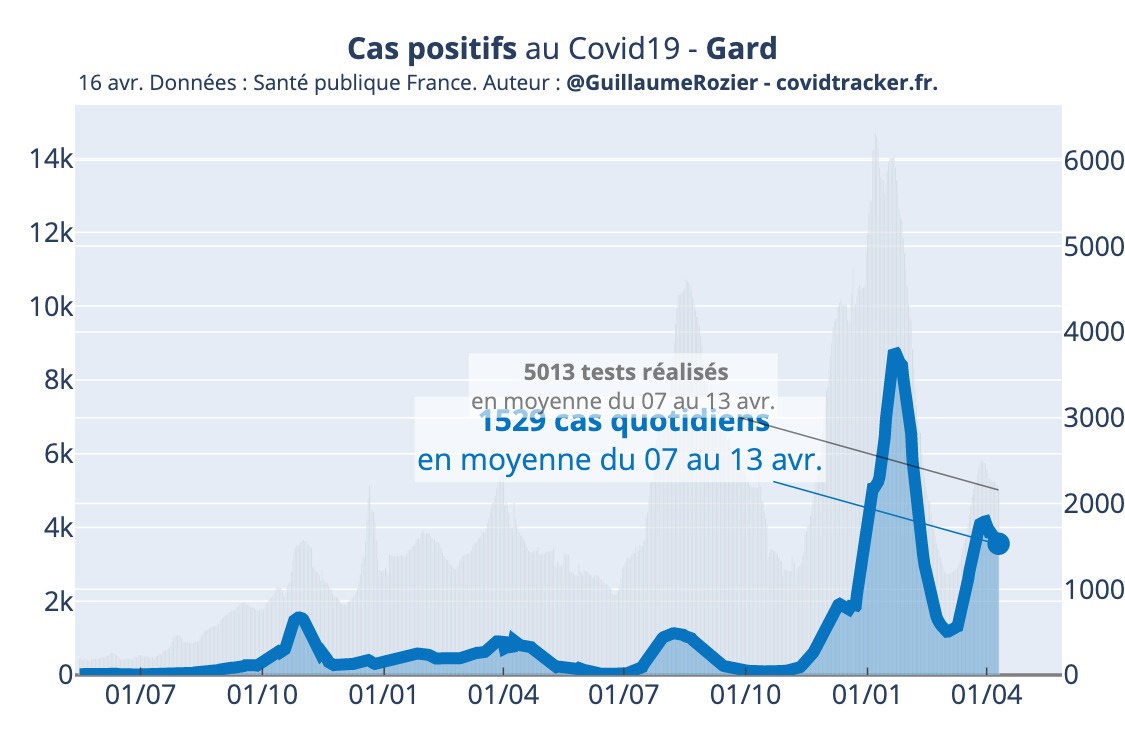 Cas positifs au Covid19 - Gard
16 avr. Données : Santé publique France. Auteur : @GuillaumeRozier - covidtracker.fr.
14k
12k
10k
8k
6k
4k
2k
0
6000
5000
4000
3000
2000
1000
0
5013 tests réalisés
en moyenne du 07 au 13 avr.
1529 cas quotidiens
en moyenne du 07 au 13 avr.
01/07 01/10 01/01 01/04 01/07 01/10 01/01 01/04